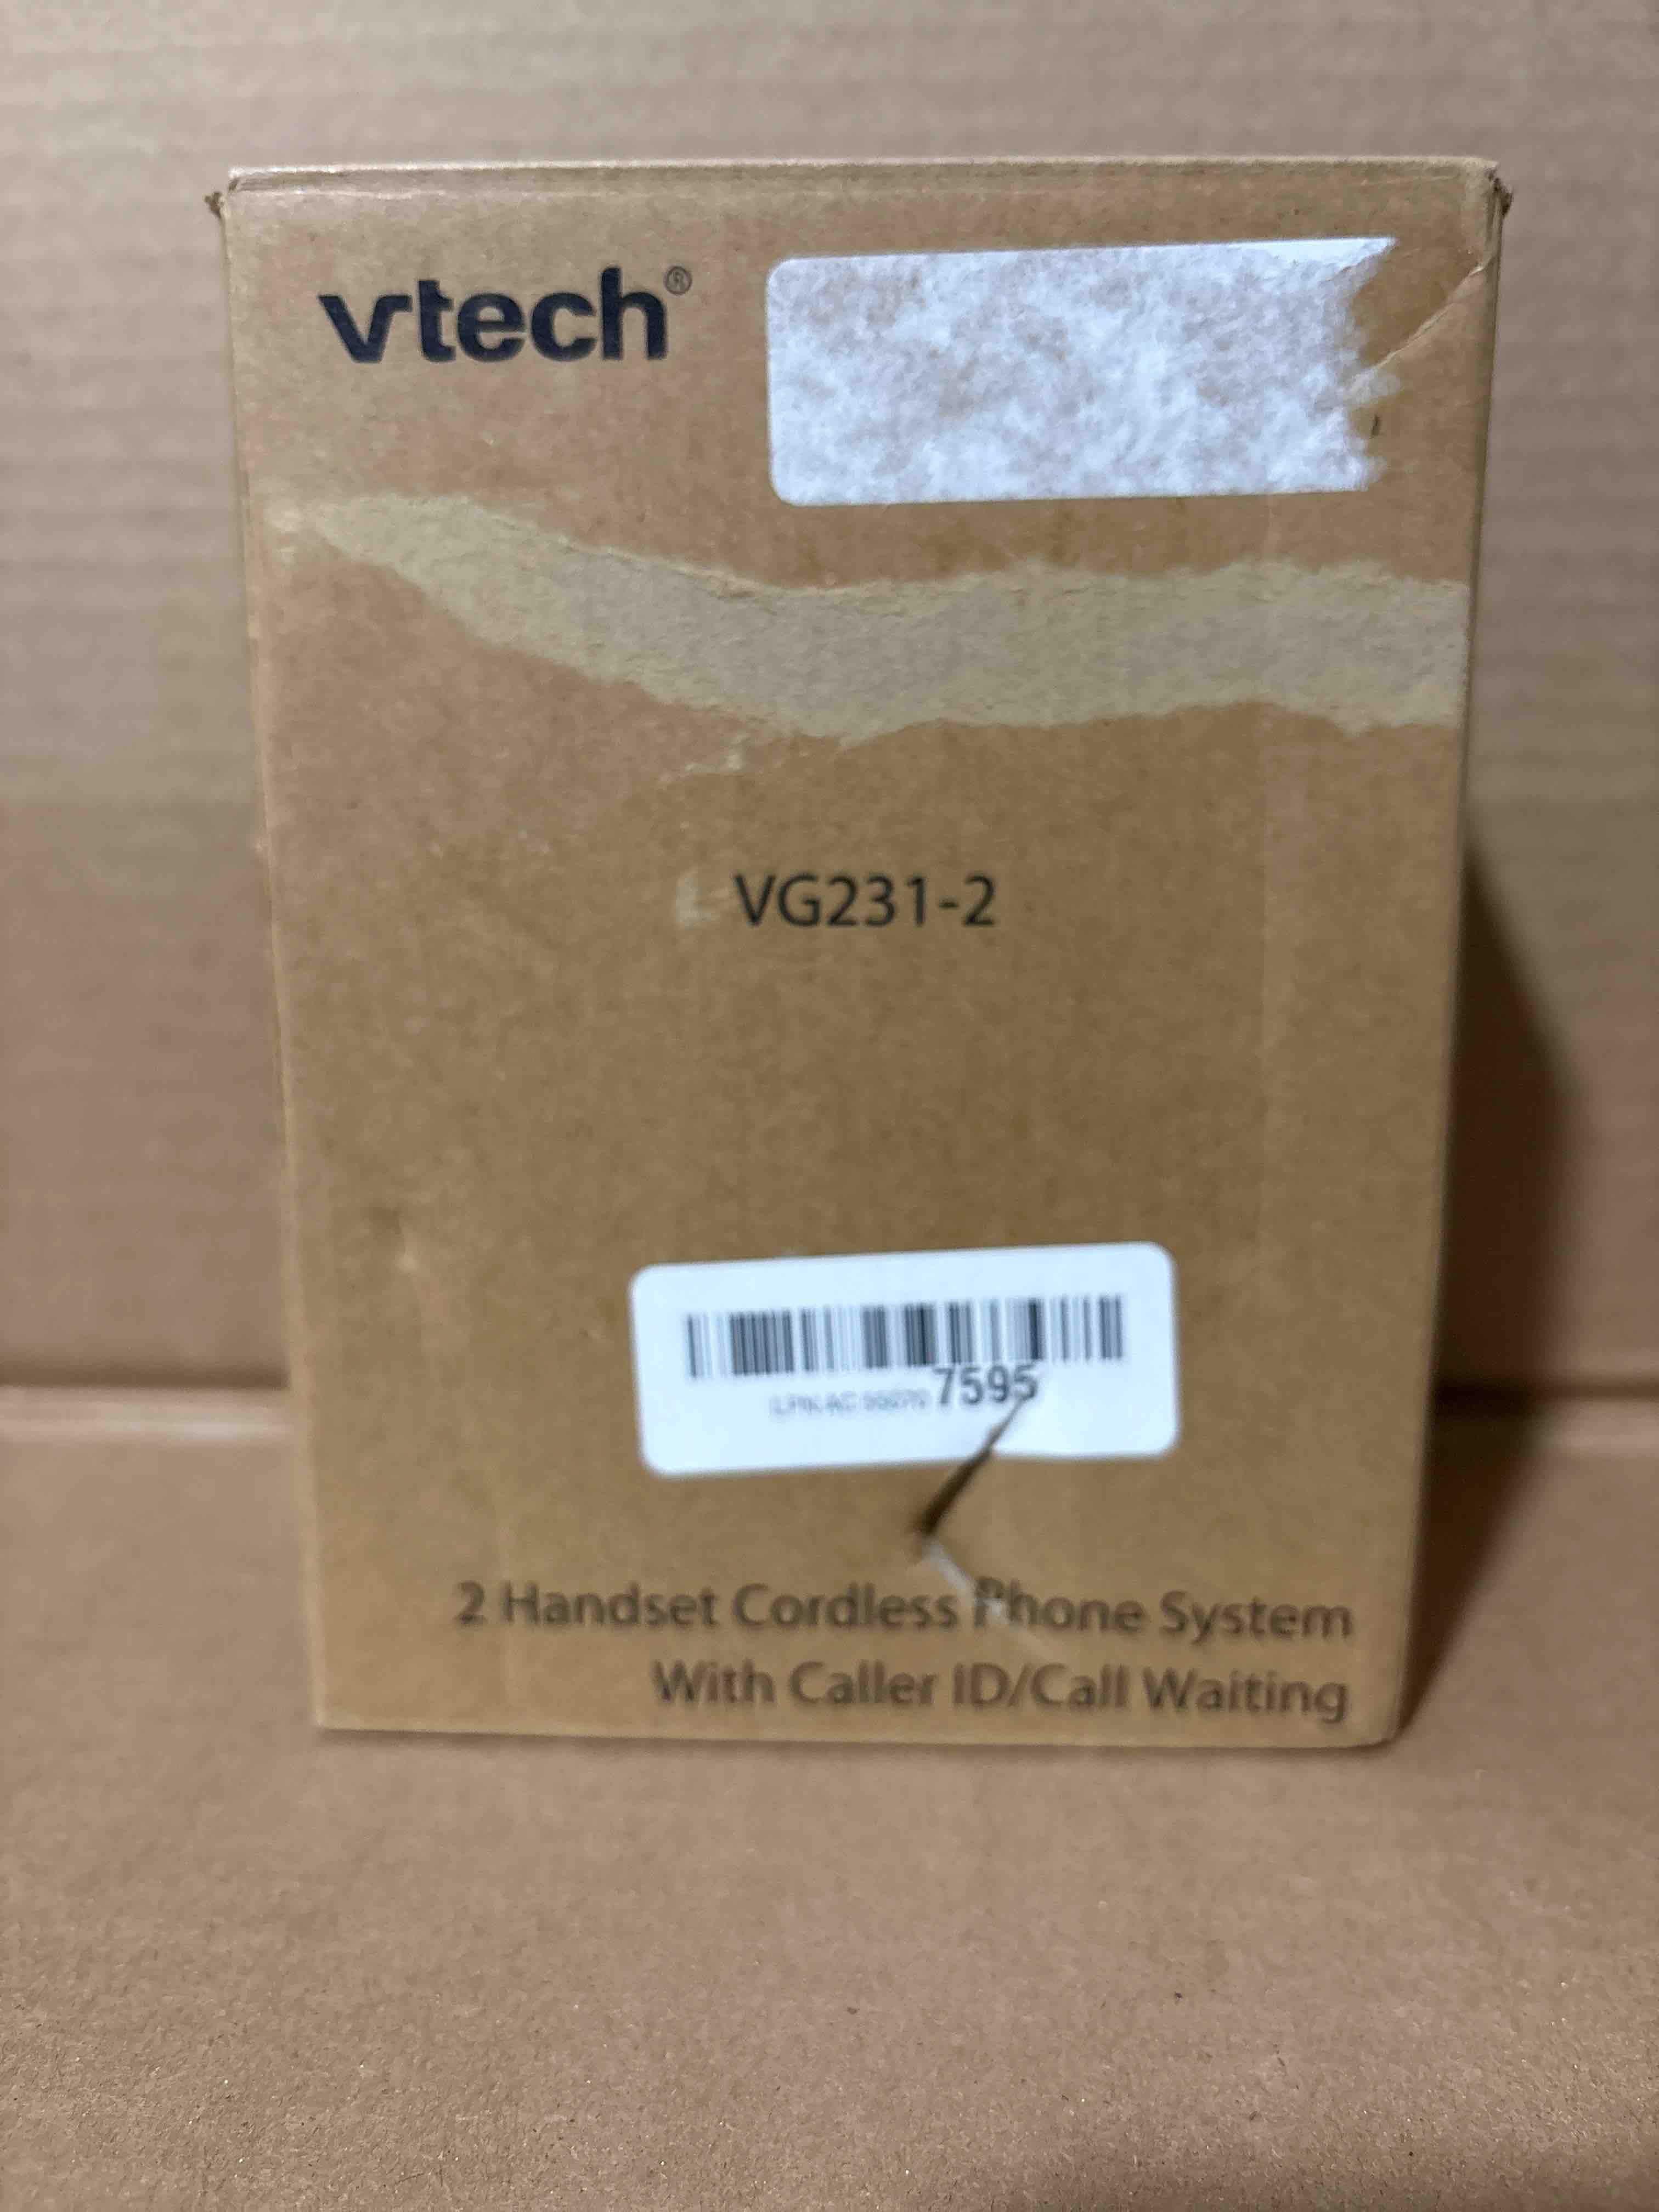 vtech®
VG231-2
7595
2 Handset Cordless Phone System
With Caller ID/Call Waiting